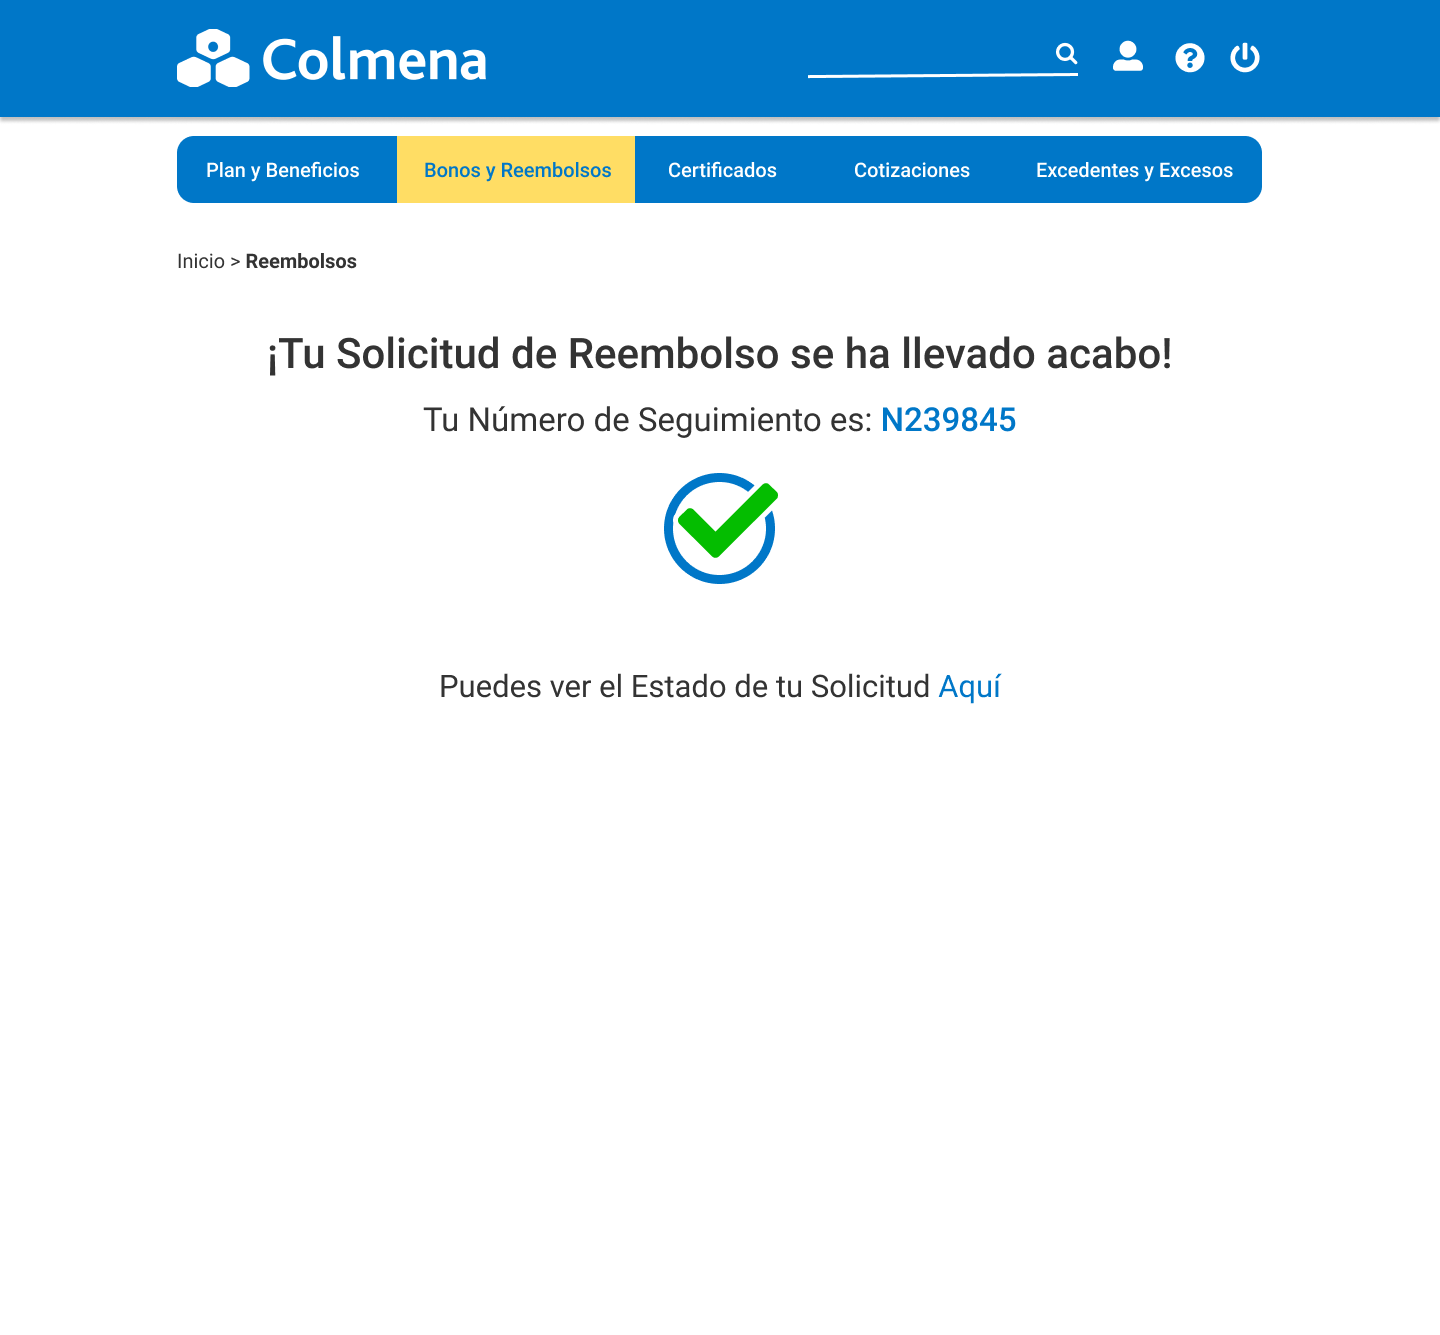 Colmena
Plan y Beneficios
Bonos y Reembolsos
Certificados
Cotizaciones
Excedentes y Excesos
Inicio > Reembolsos
¡Tu Solicitud de Reembolso se ha llevado acabo!
Tu Número de Seguimiento es: N239845
Puedes ver el Estado de tu Solicitud Aquí